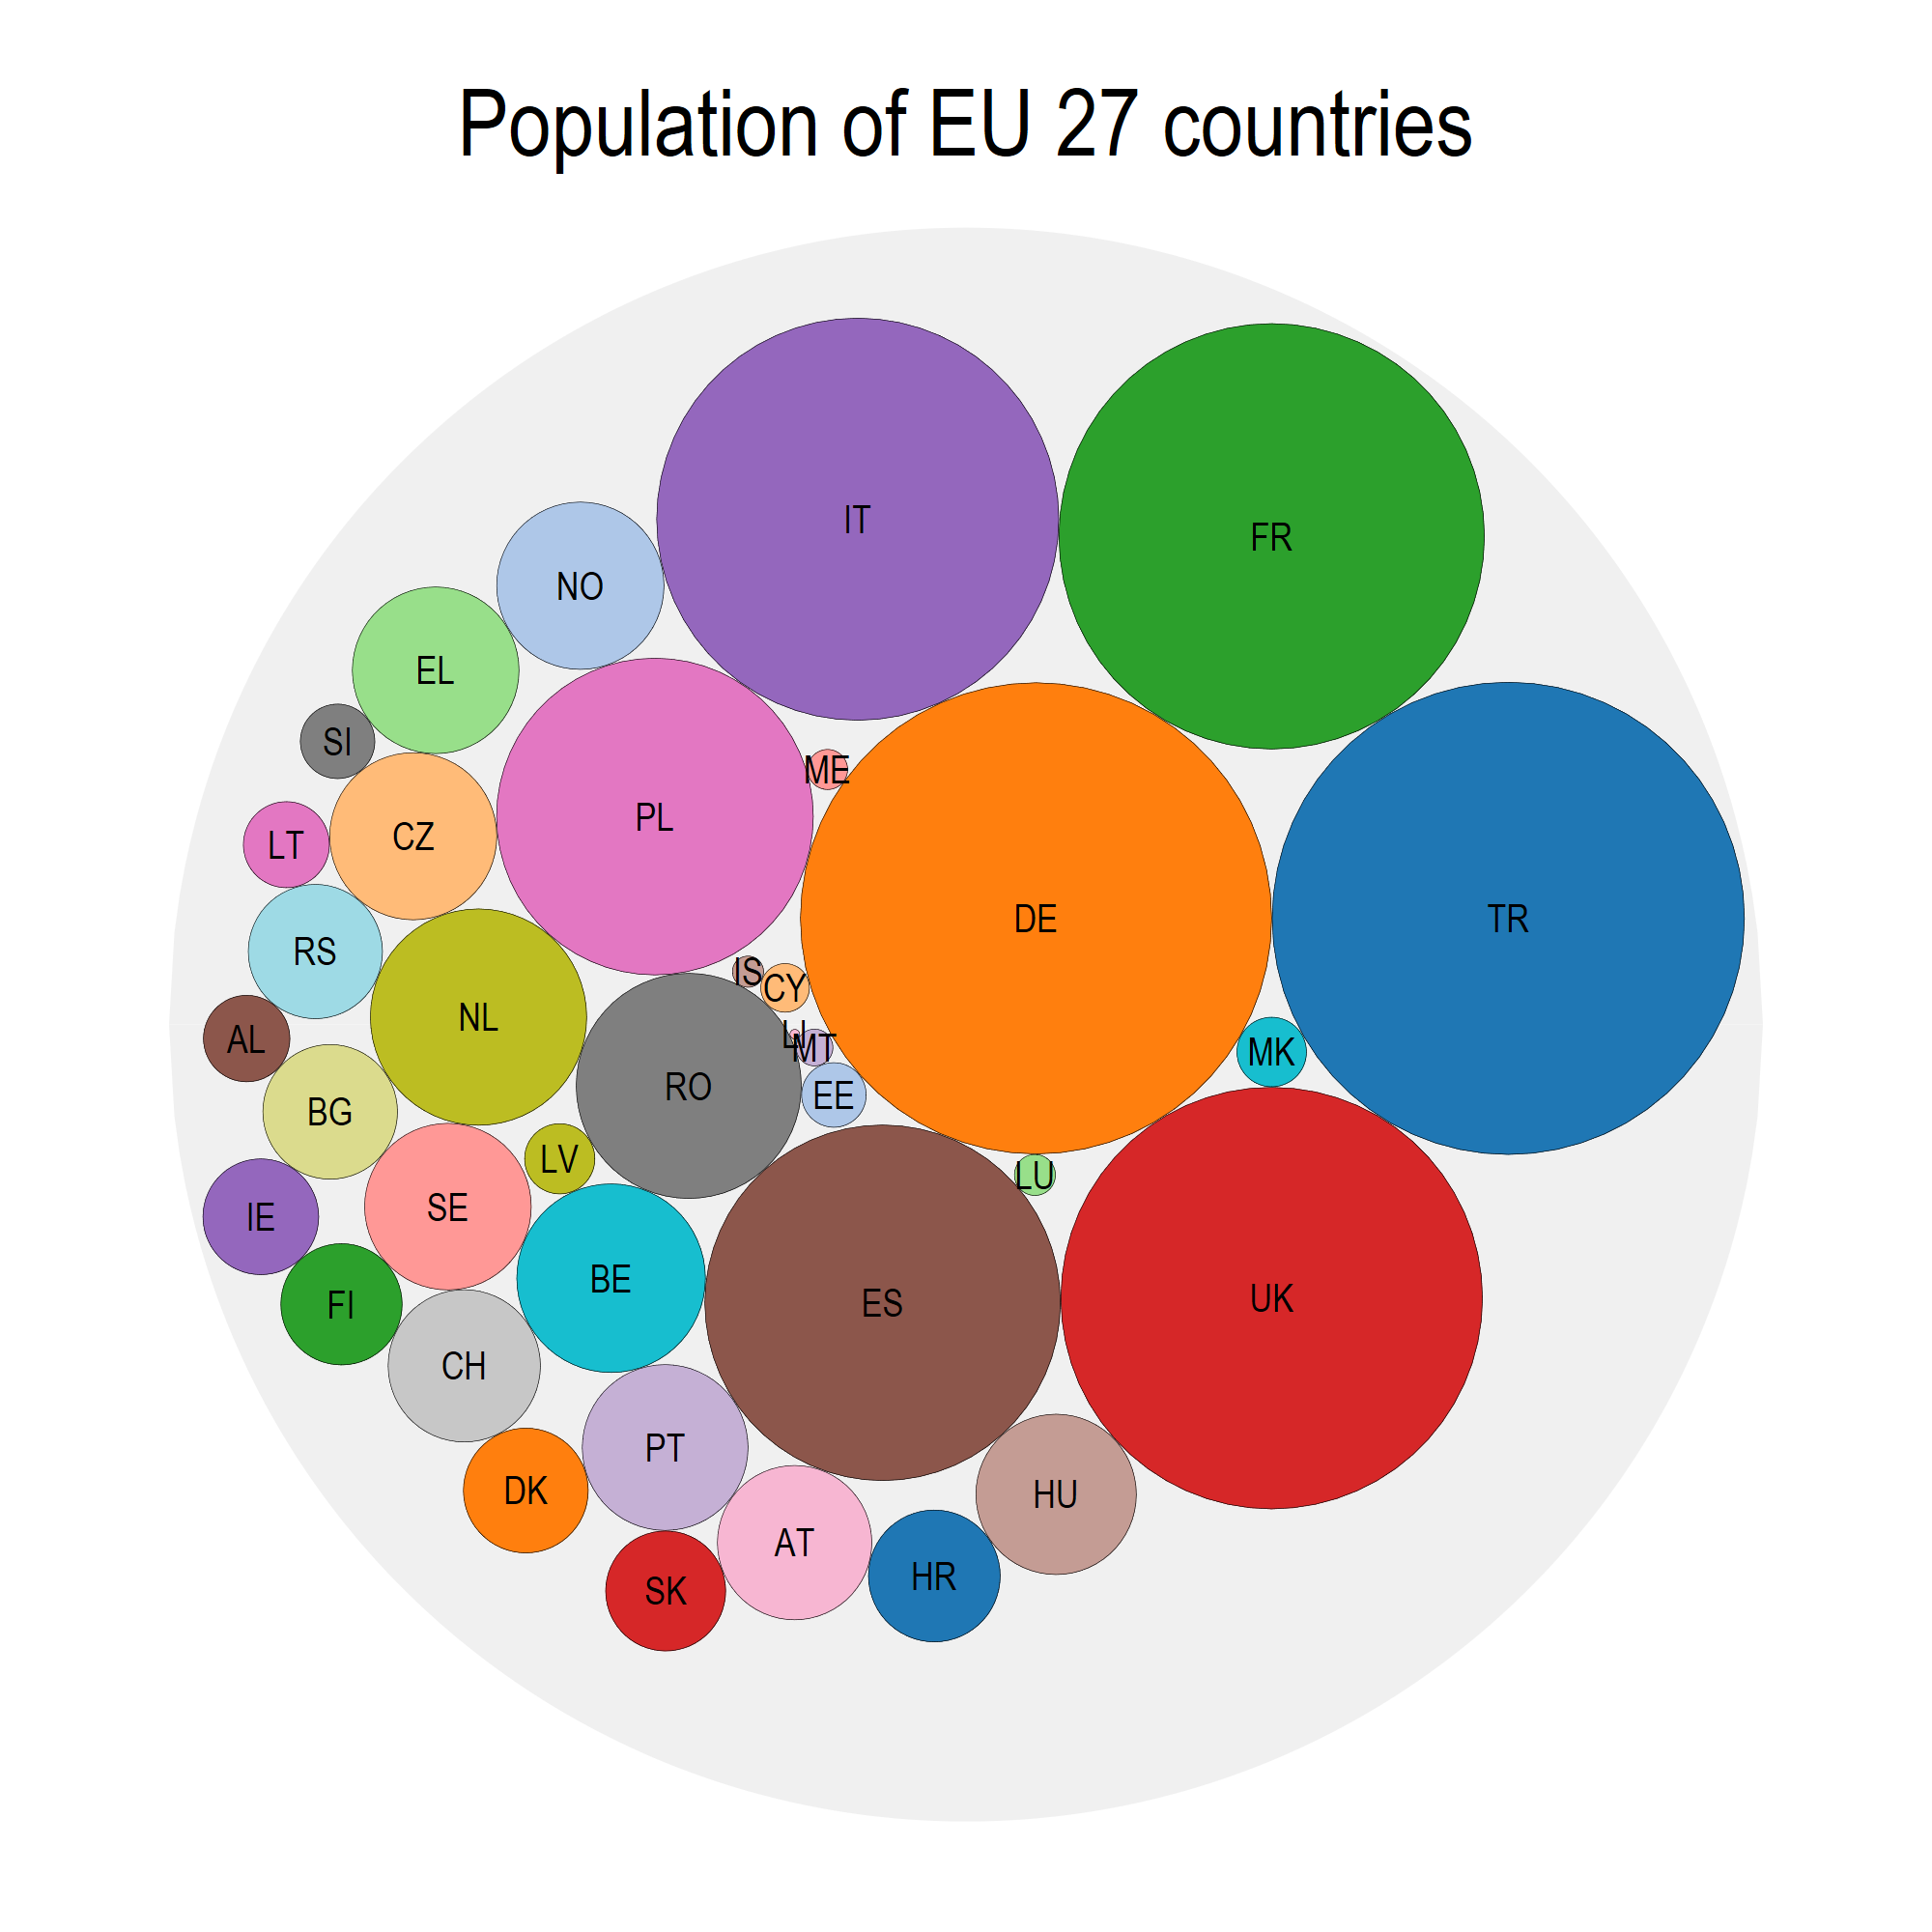 Population of EU 27 countries
IT
FR
NO
EL
SI
ME
PL
CZ
LT
DE
TR
RS
IS
CY
NL
LI
AL
MT
MK
RO
EE
BG
LV
LU
SE
IE
BE
UK
ES
FI
CH
PT
DK
HU
AT
HR
SK